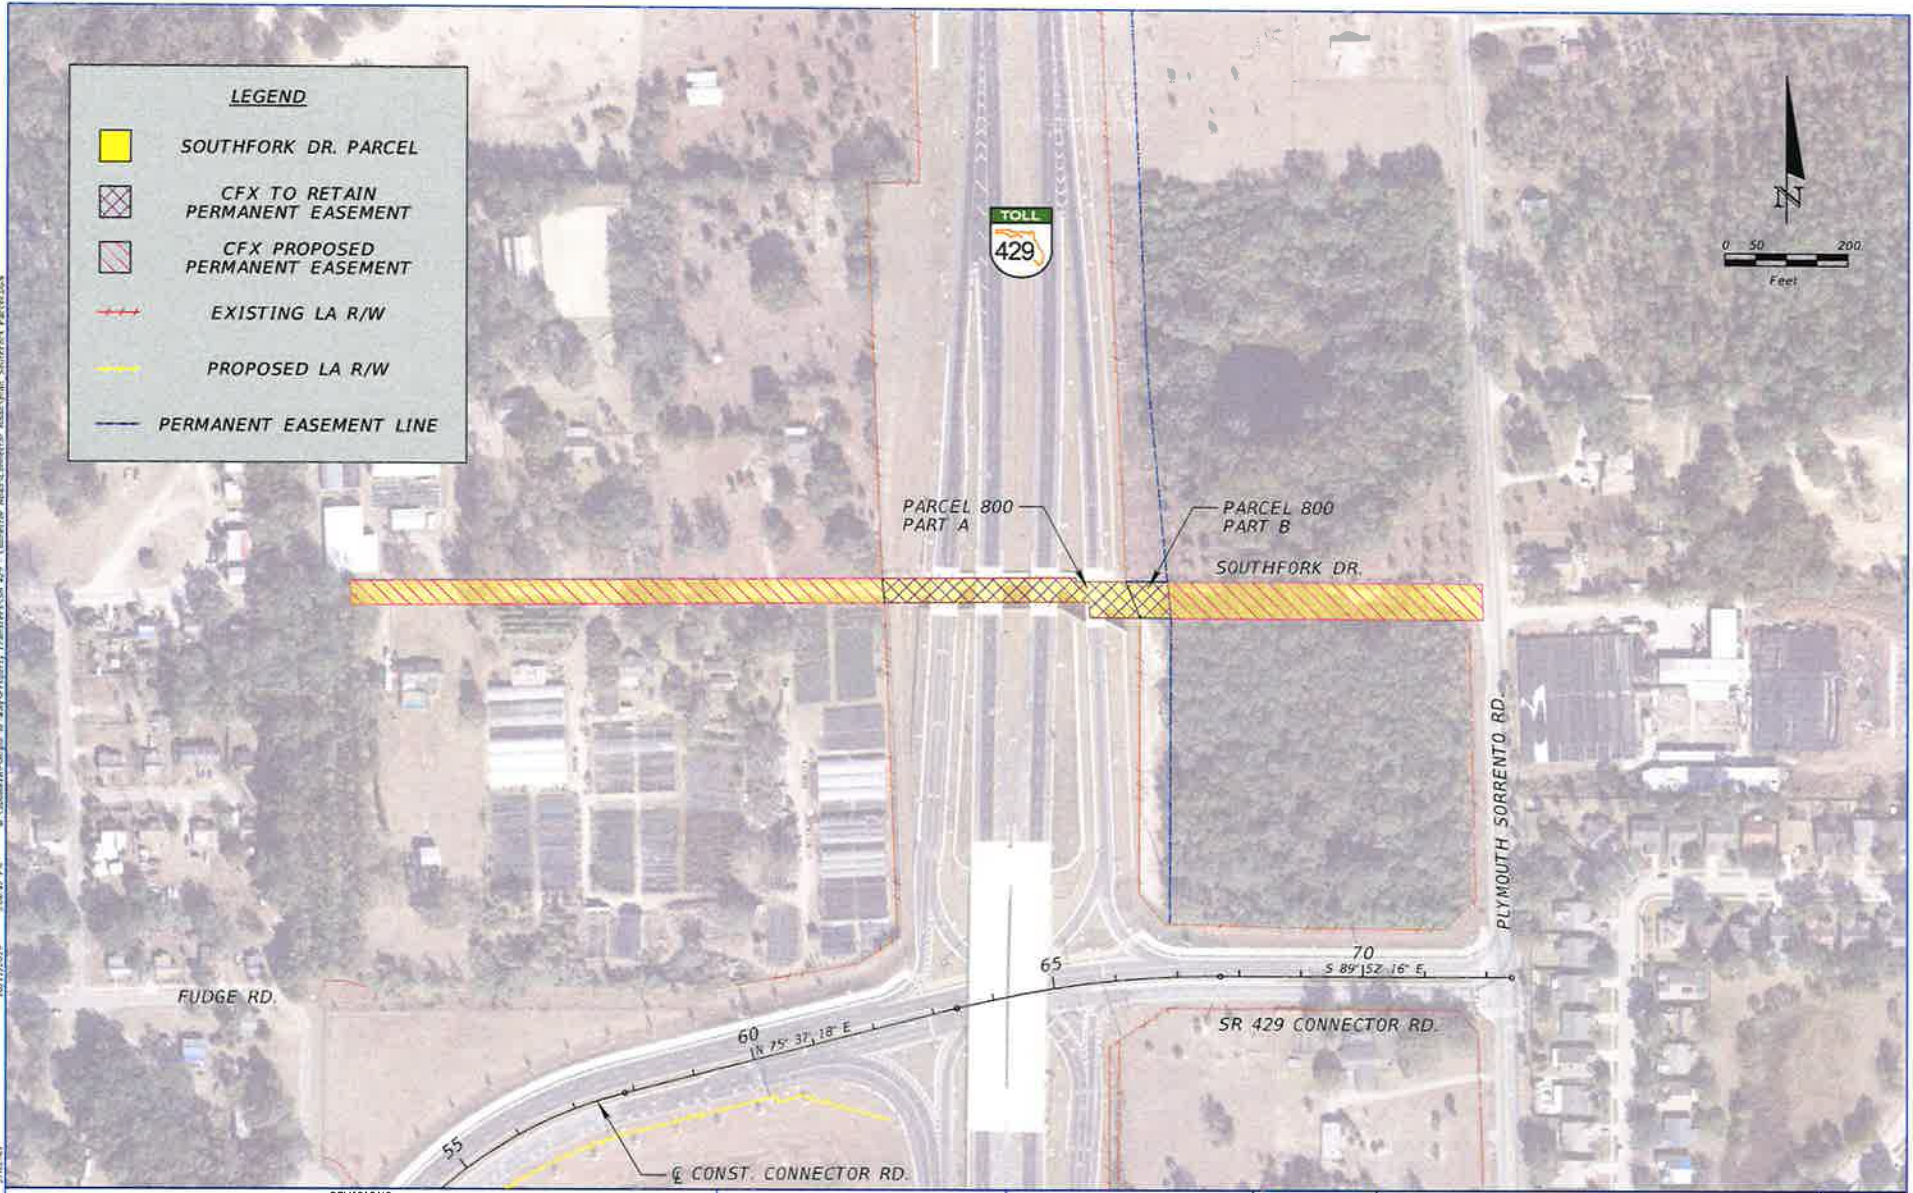 LEGEND
SOUTHFORK DR. PARCEL
CFX TO RETAIN
PERMANENT EASEMENT
CFX PROPOSED
PERMANENT EASEMENT
EXISTING LA R/W
PROPOSED LA R/W
PERMANENT EASEMENT LINE
TOLL
429
N
0 50 200
Feet
PARCEL 800
PART A
PARCEL 800
PART B
SOUTHFORK DR.
PLYMOUTH SORRENTO RD.
FUDGE RD.
55
60
N 75° 37' 18" E
65
70
S 89° 52' 16" E
SR 429 CONNECTOR RD.
℄ CONST. CONNECTOR RD.
REVISIONS